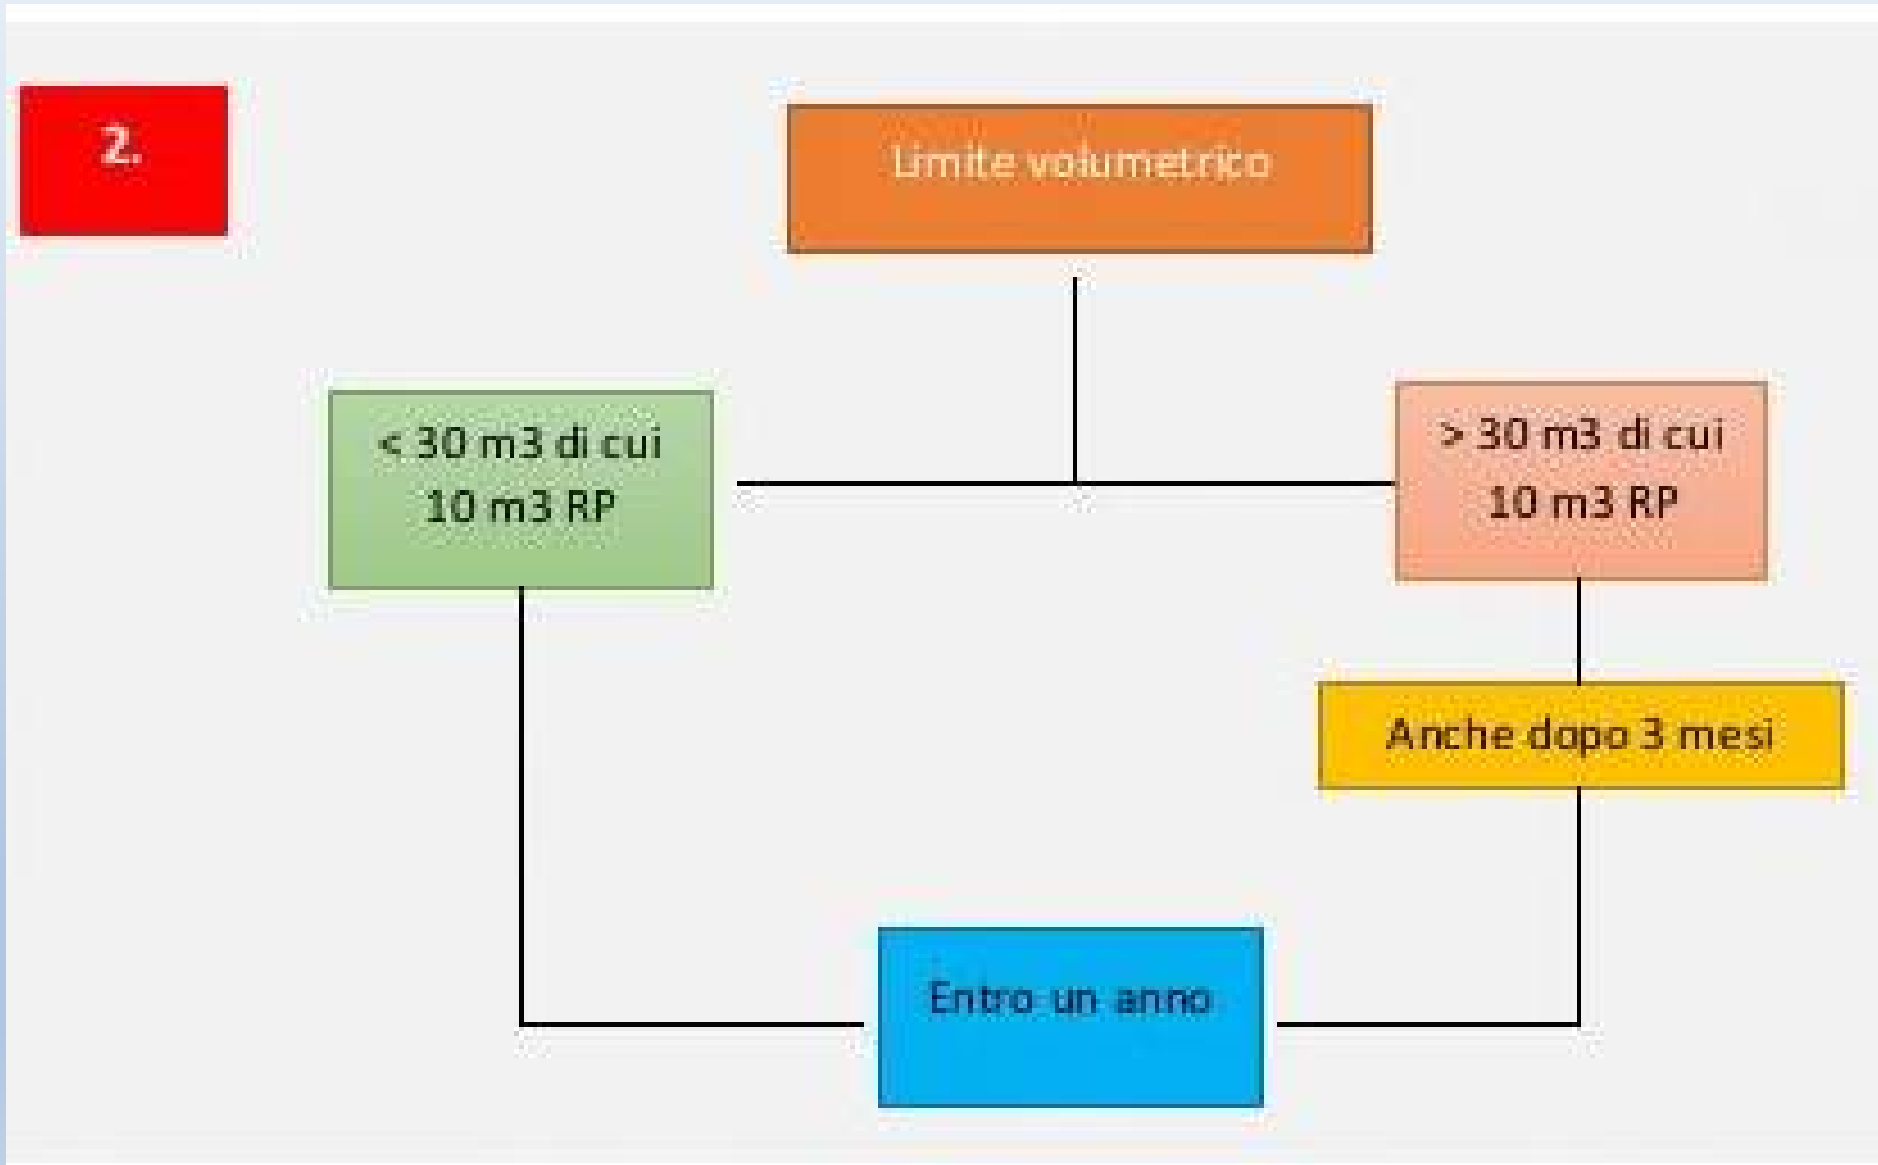 2.
Limite volumetrico
< 30 m3 di cui
10 m3 RP
> 30 m3 di cui
10 m3 RP
Anche dopo 3 mesi
Entro un anno